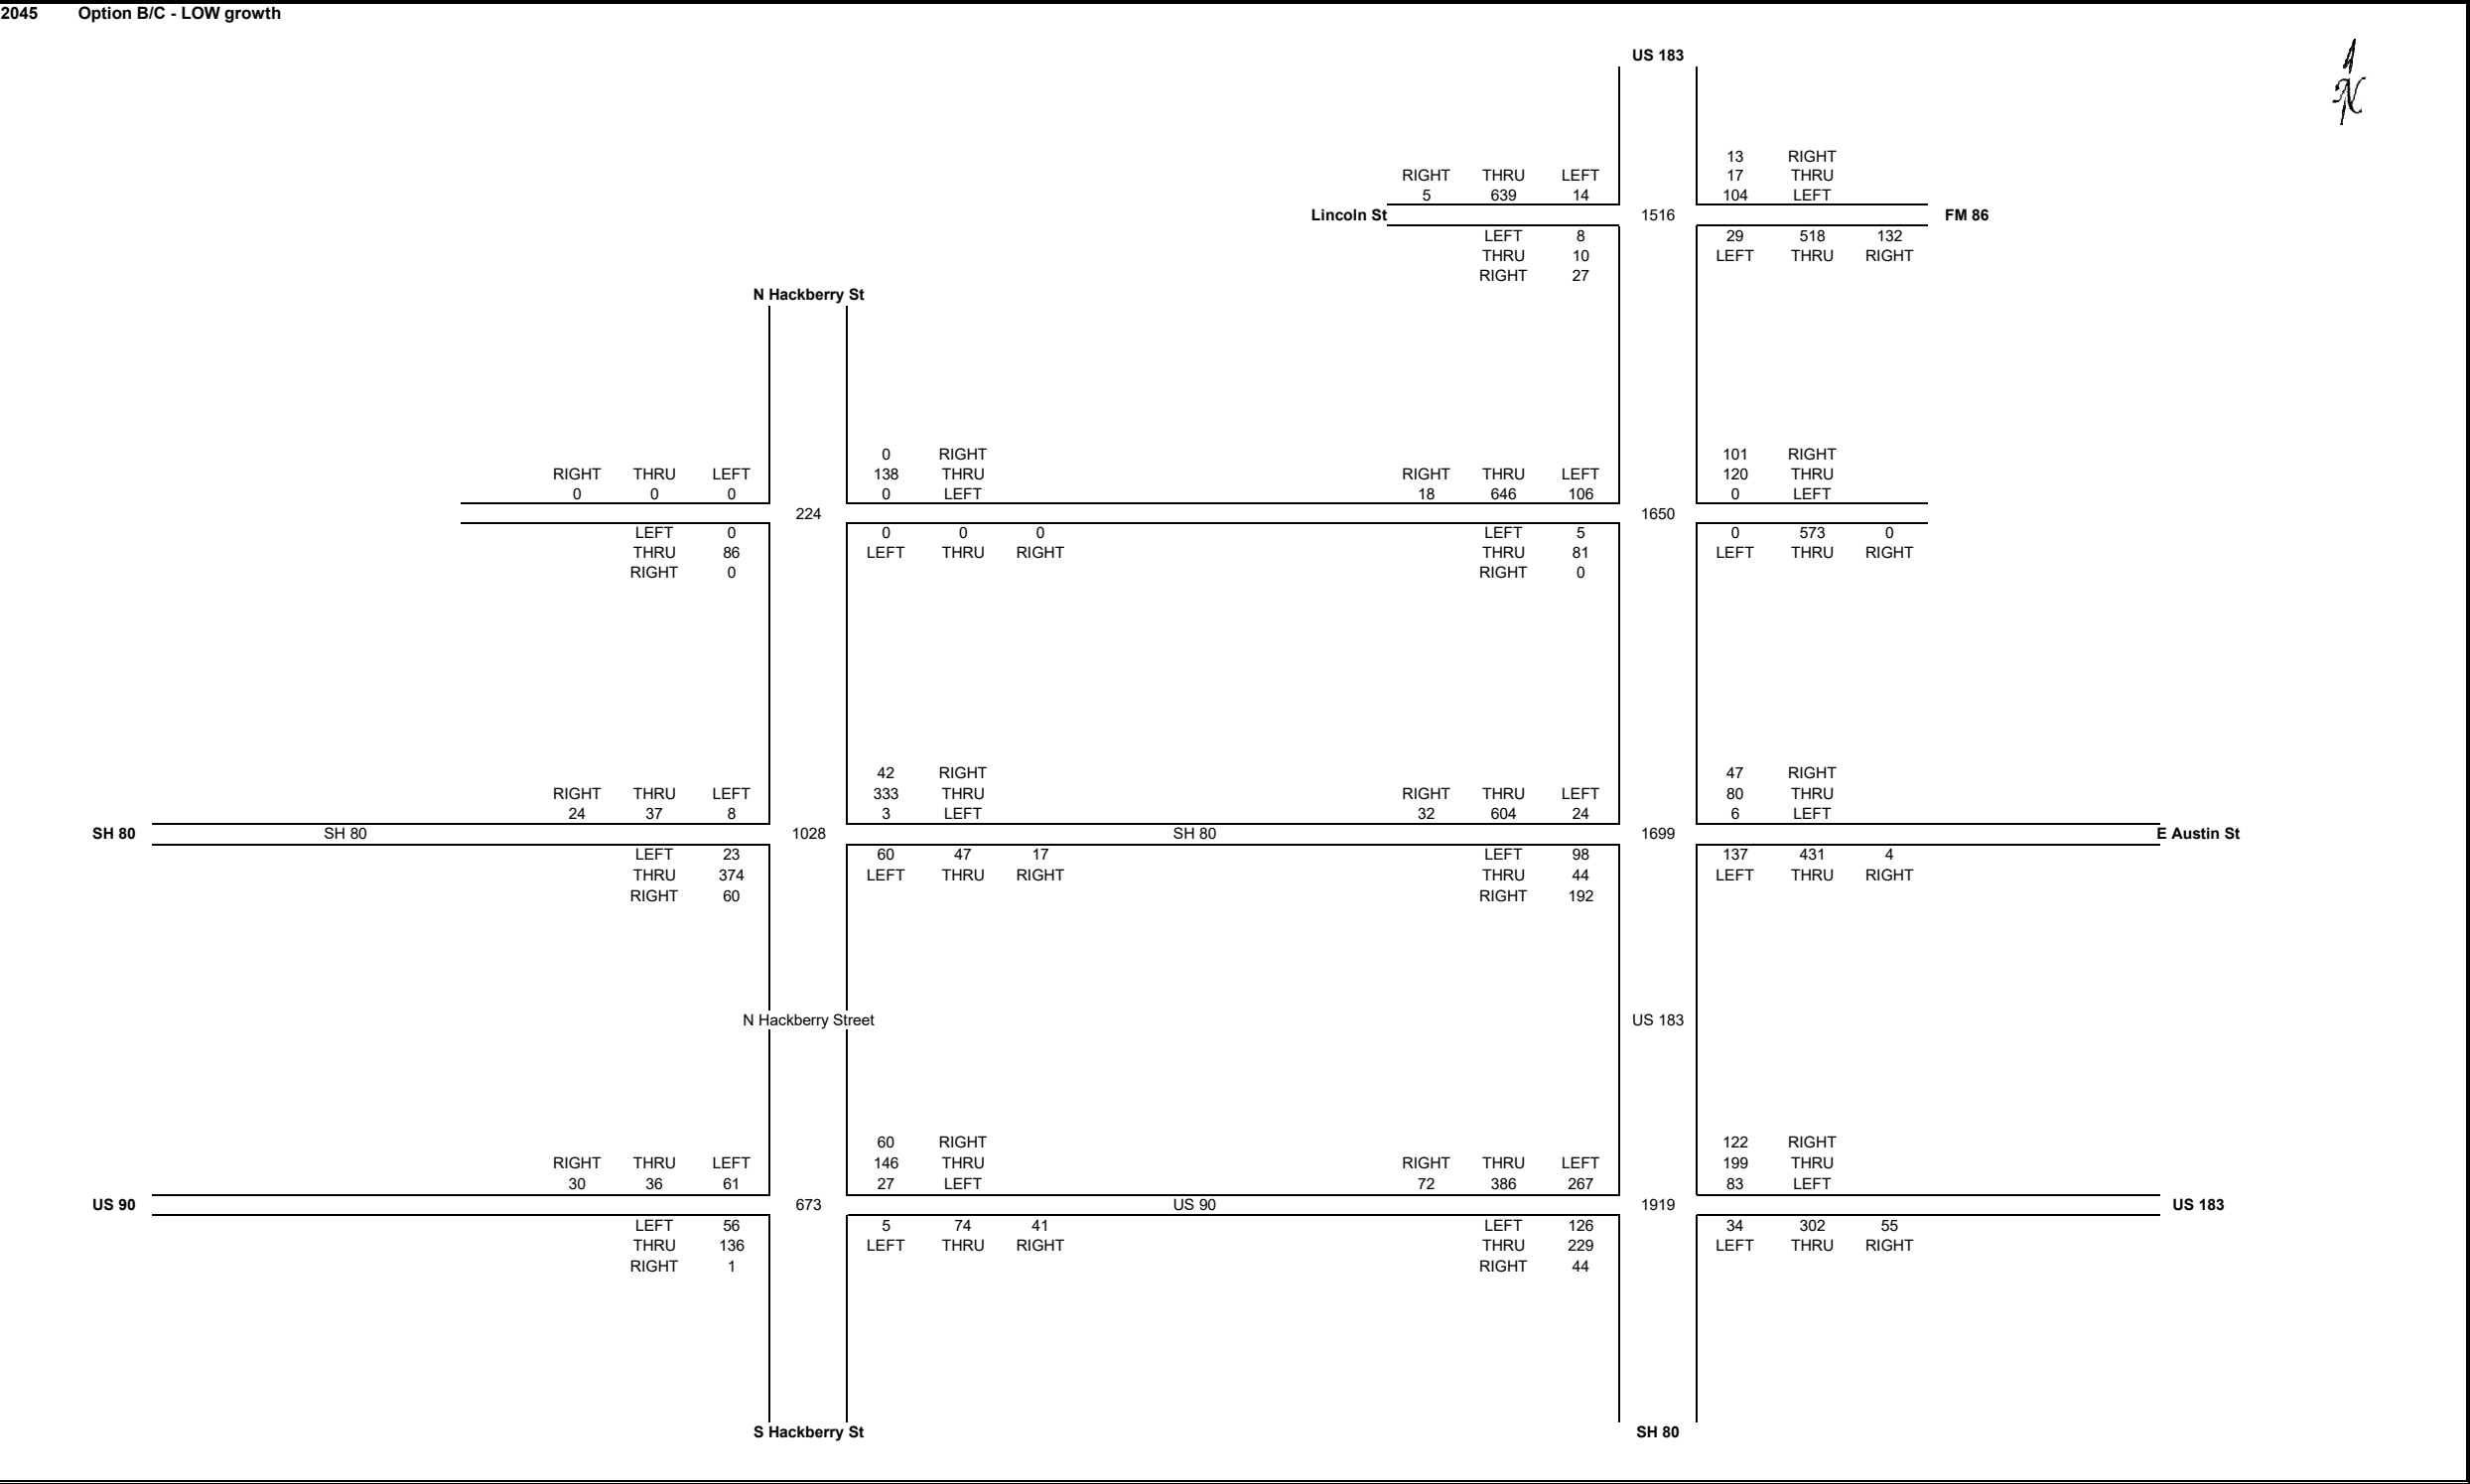 2045 Option B/C - LOW growth
US 183
N
13 RIGHT
RIGHT THRU LEFT 17 THRU
5 639 14 104 LEFT
Lincoln St 1516 FM 86
LEFT 8 29 518 132
THRU 10 LEFT THRU RIGHT
RIGHT 27
N Hackberry St
0 RIGHT 101 RIGHT
RIGHT THRU LEFT 138 THRU RIGHT THRU LEFT 120 THRU
0 0 0 0 LEFT 18 646 106 0 LEFT
224 1650
LEFT 0 0 0 0 LEFT 5 0 573 0
THRU 86 LEFT THRU RIGHT THRU 81 LEFT THRU RIGHT
RIGHT 0 RIGHT 0
42 RIGHT 47 RIGHT
RIGHT THRU LEFT 333 THRU RIGHT THRU LEFT 80 THRU
24 37 8 3 LEFT 32 604 24 6 LEFT
SH 80 SH 80 1028 SH 80 1699 E Austin St
LEFT 23 60 47 17 LEFT 98 137 431 4
THRU 374 LEFT THRU RIGHT THRU 44 LEFT THRU RIGHT
RIGHT 60 RIGHT 192
N Hackberry Street US 183
60 RIGHT 122 RIGHT
RIGHT THRU LEFT 146 THRU RIGHT THRU LEFT 199 THRU
30 36 61 27 LEFT 72 386 267 83 LEFT
US 90 673 US 90 1919 US 183
LEFT 56 5 74 41 LEFT 126 34 302 55
THRU 136 LEFT THRU RIGHT THRU 229 LEFT THRU RIGHT
RIGHT 1 RIGHT 44
S Hackberry St SH 80